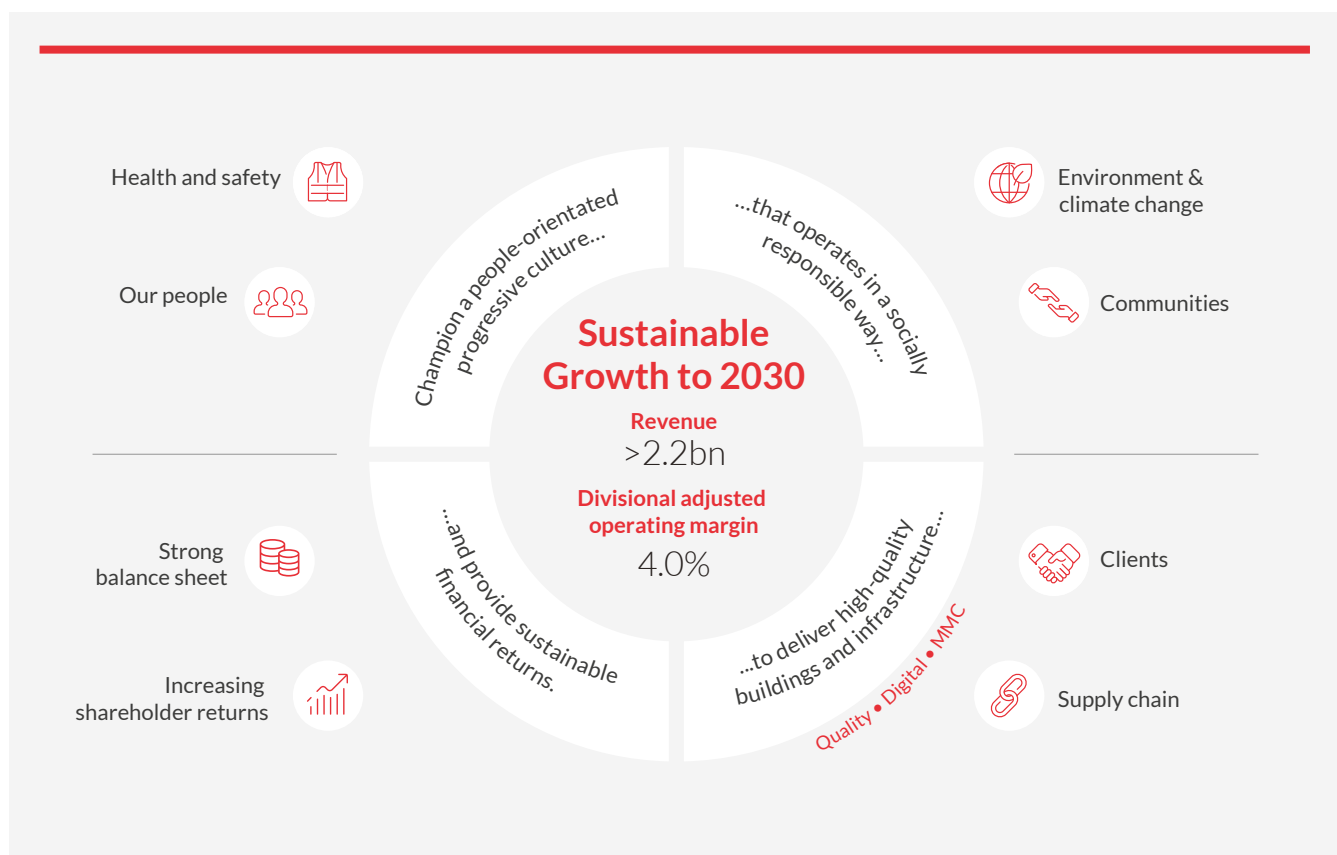 Health and safety
Our people
Champion a people-orientated
progressive culture...
...that operates in a socially
responsible way...
Environment &
climate change
Communities
Sustainable
Growth to 2030
Revenue
>2.2bn
Divisional adjusted
operating margin
4.0%
Strong
balance sheet
Increasing
shareholder returns
...and provide sustainable
financial returns.
...to deliver high-quality
buildings and infrastructure...
Quality • Digital • MMC
Clients
Supply chain